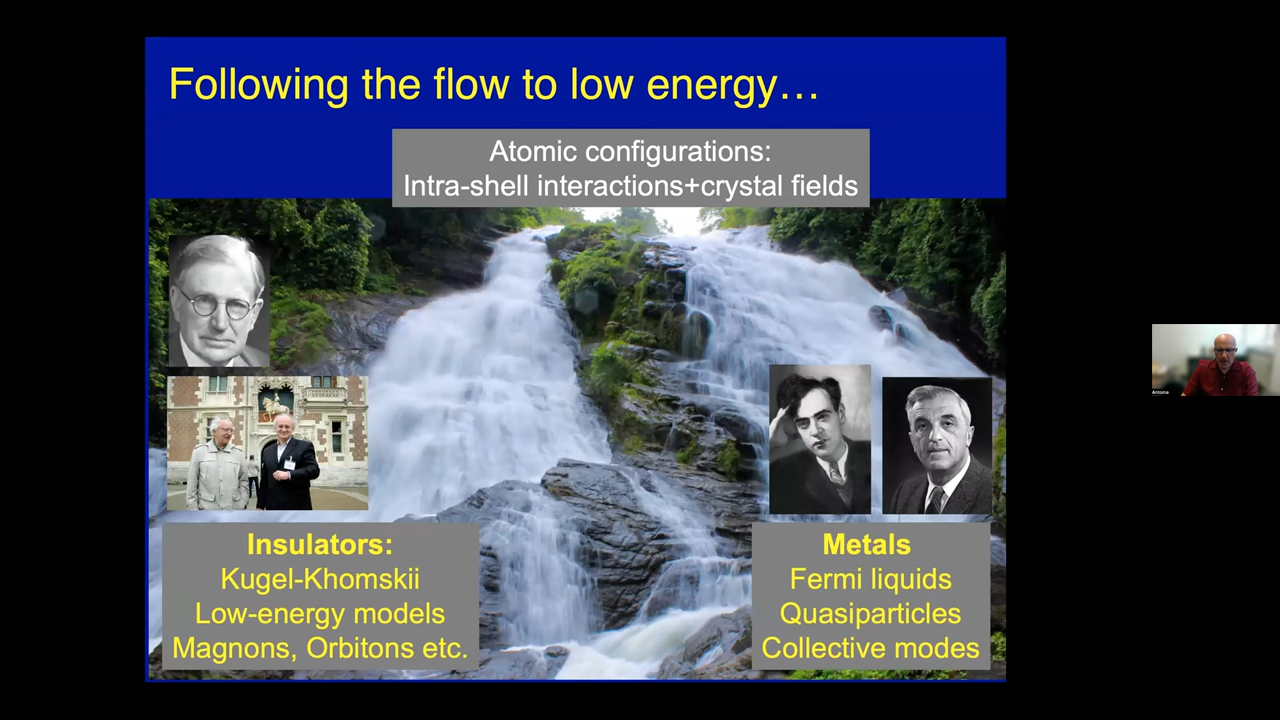 Following the flow to low energy…
Atomic configurations:
Intra-shell interactions+crystal fields
Insulators:
Kugel-Khomskii
Low-energy models
Magnons, Orbitons etc.
Metals
Fermi liquids
Quasiparticles
Collective modes
Antoine